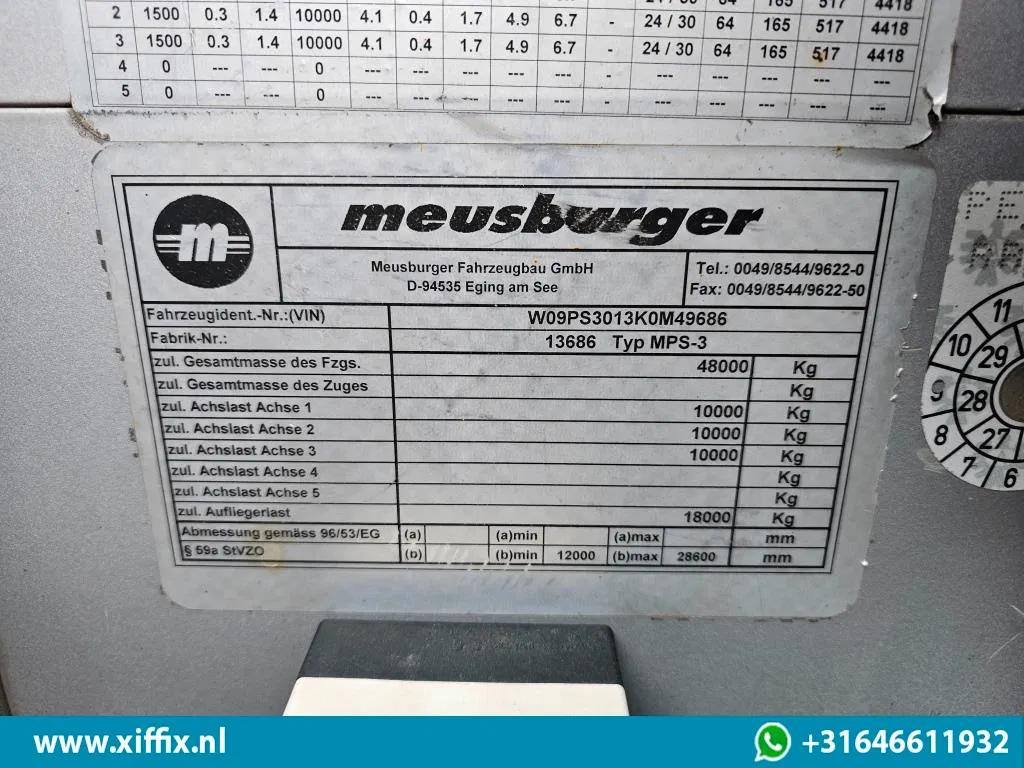 2 1500 0.3 1.4 10000 4.1 0.4 1.7 4.9 6.7 - 24 / 30 64 165 517 4418
3 1500 0.3 1.4 10000 4.1 0.4 1.7 4.9 6.7 - 24 / 30 64 165 517 4418
4 0 --- --- 0 --- --- --- --- --- --- --- --- --- --- ---
5 0 --- --- 0 --- --- --- --- --- --- --- --- --- --- ---
m
meusburger
Meusburger Fahrzeugbau GmbH
D-94535 Eging am See
Tel.: 0049/8544/9622-0
Fax: 0049/8544/9622-50
Fahrzeugident.-Nr.:(VIN) W09PS3013K0M49686
Fabrik-Nr.: 13686 Typ MPS-3
zul. Gesamtmasse des Fzgs. 48000 Kg
zul. Gesamtmasse des Zuges Kg
zul. Achslast Achse 1 10000 Kg
zul. Achslast Achse 2 10000 Kg
zul. Achslast Achse 3 10000 Kg
zul. Achslast Achse 4 Kg
zul. Achslast Achse 5 Kg
zul. Aufliegerlast 18000 Kg
Abmessung gemäss 96/53/EG (a) (a)min (a)max mm
§ 59a StVZO (b) (b)min 12000 (b)max 28600 mm
PE
11
10 29
9 28
8 27
7 6
www.xiffix.nl
+31646611932